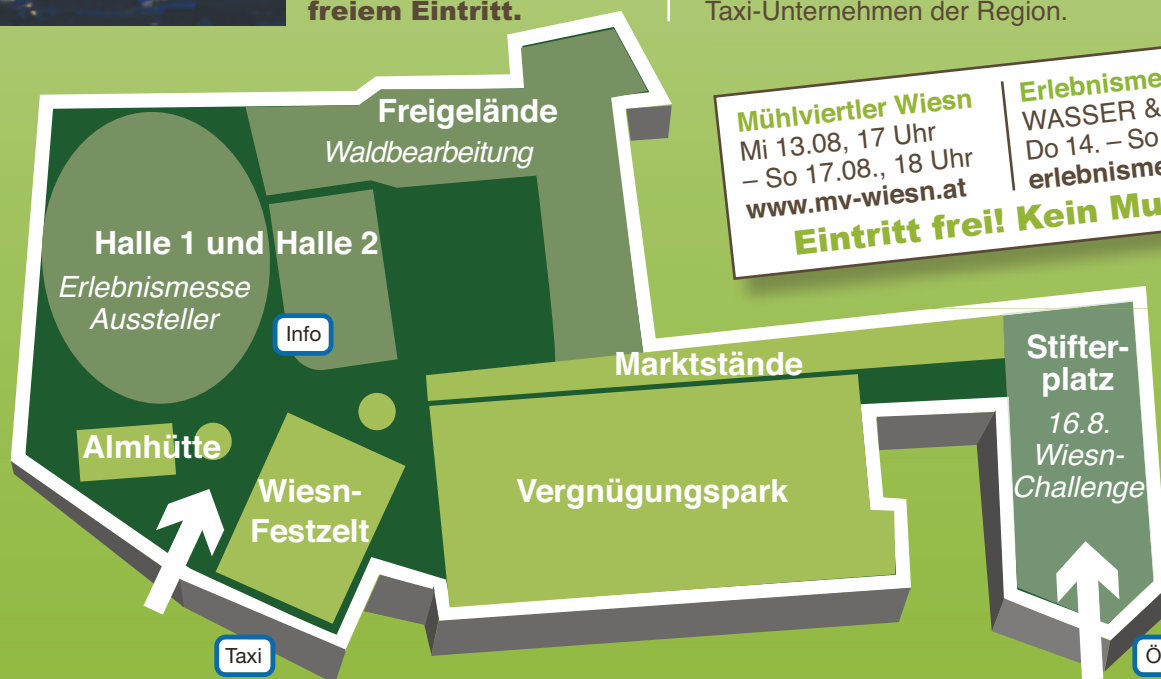 freiem Eintritt.
Taxi-Unternehmen der Region.
Mühlviertler Wiesn
Mi 13.08, 17 Uhr
– So 17.08., 18 Uhr
www.mv-wiesn.at
WASSER &
Do 14. – So
Eintritt frei! Kein
Freigelände
Waldbearbeitung
Halle 1 und Halle 2
Erlebnismesse
Aussteller
Info
Marktstände
Stifter-
platz
16.8.
Wiesn-
Challenge
Almhütte
Wiesn-
Festzelt
Vergnügungspark
Taxi